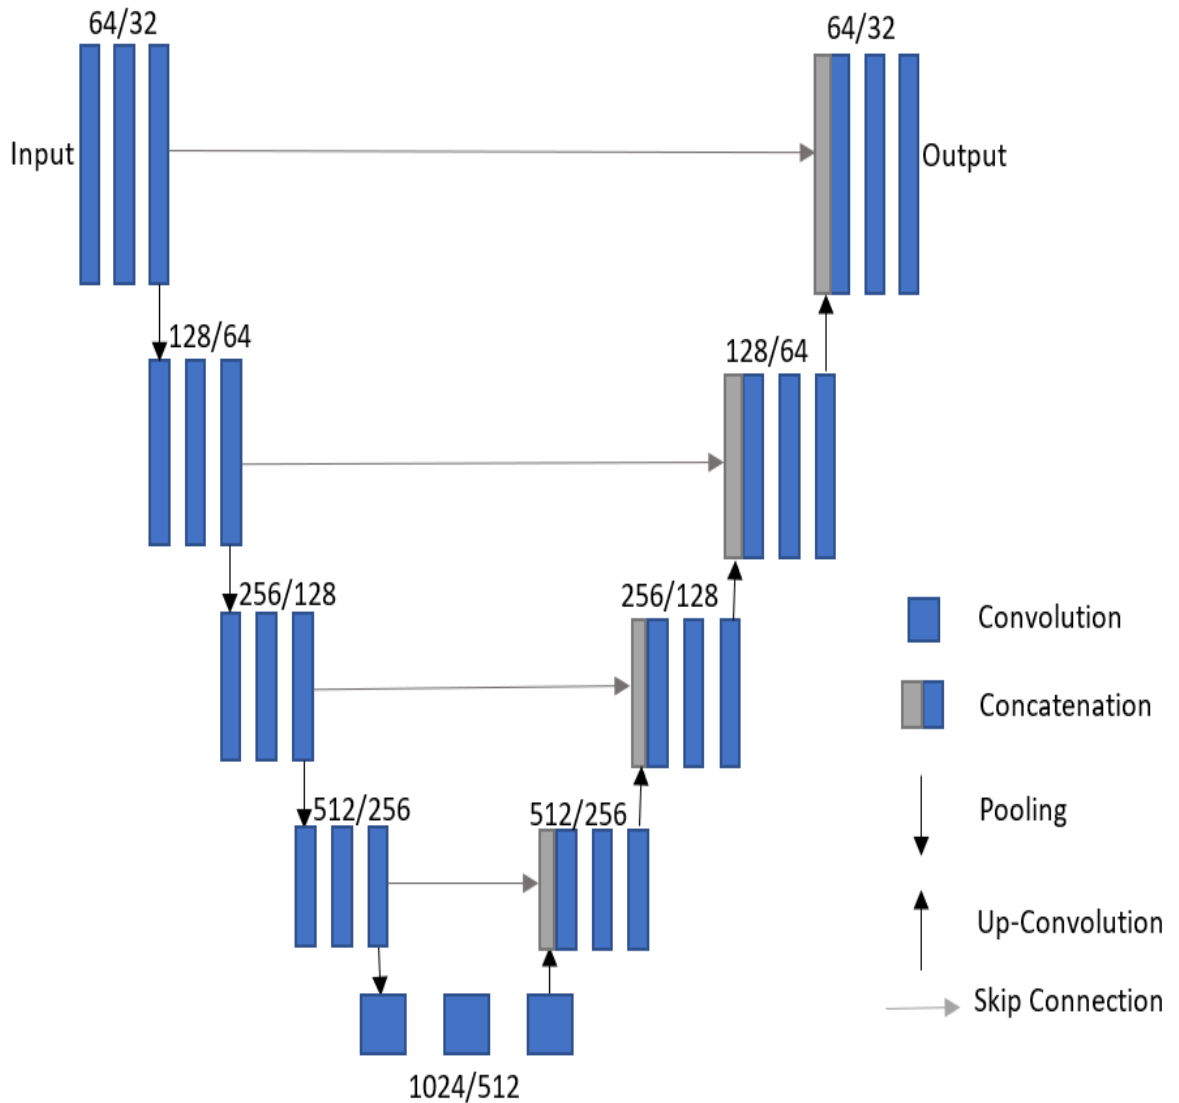 64/32
64/32
Input
Output
128/64
128/64
256/128
256/128
Convolution
Concatenation
512/256
512/256
Pooling
Up-Convolution
Skip Connection
1024/512